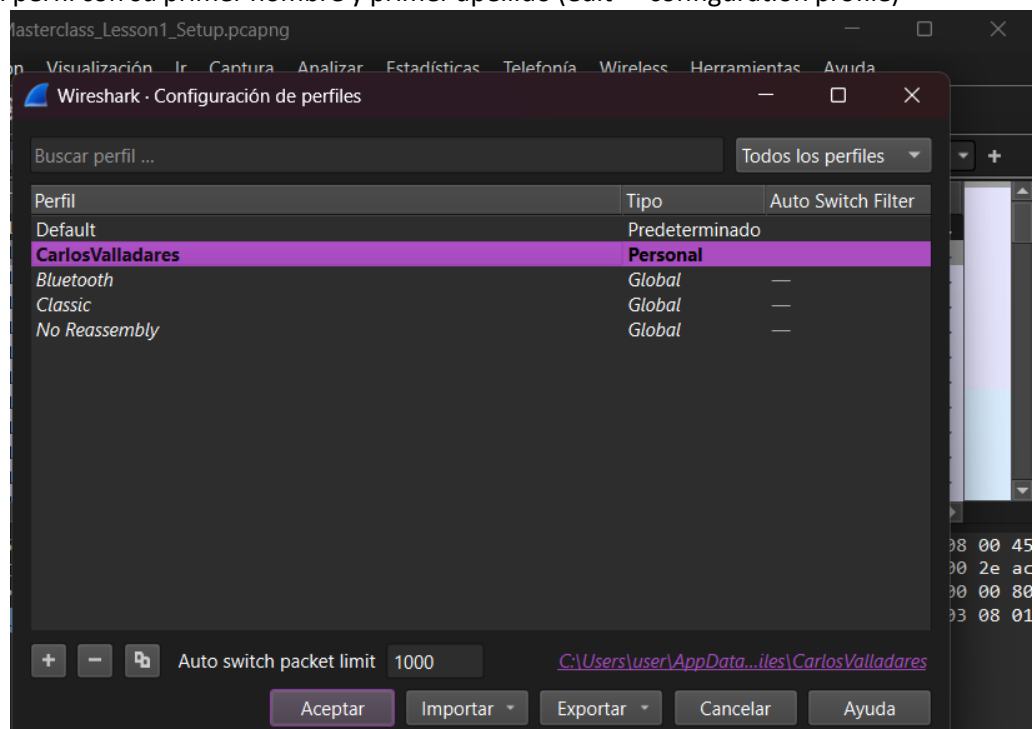 perfil con su primer nombre y primer apellido (edit — configuration profile)
Masterclass_Lesson1_Setup.pcapng
Visualización Ir Captura Analizar Estadísticas Telefonía Wireless Herramientas Ayuda
Wireshark · Configuración de perfiles
Buscar perfil ... Todos los perfiles
Perfil Tipo Auto Switch Filter
Default Predeterminado
CarlosValladares Personal
Bluetooth Global —
Classic Global —
No Reassembly Global —
08 00 45
00 2e ac
00 00 80
03 08 01
Auto switch packet limit 1000 C:\Users\user\AppData...iles\CarlosValladares
Aceptar Importar Exportar Cancelar Ayuda